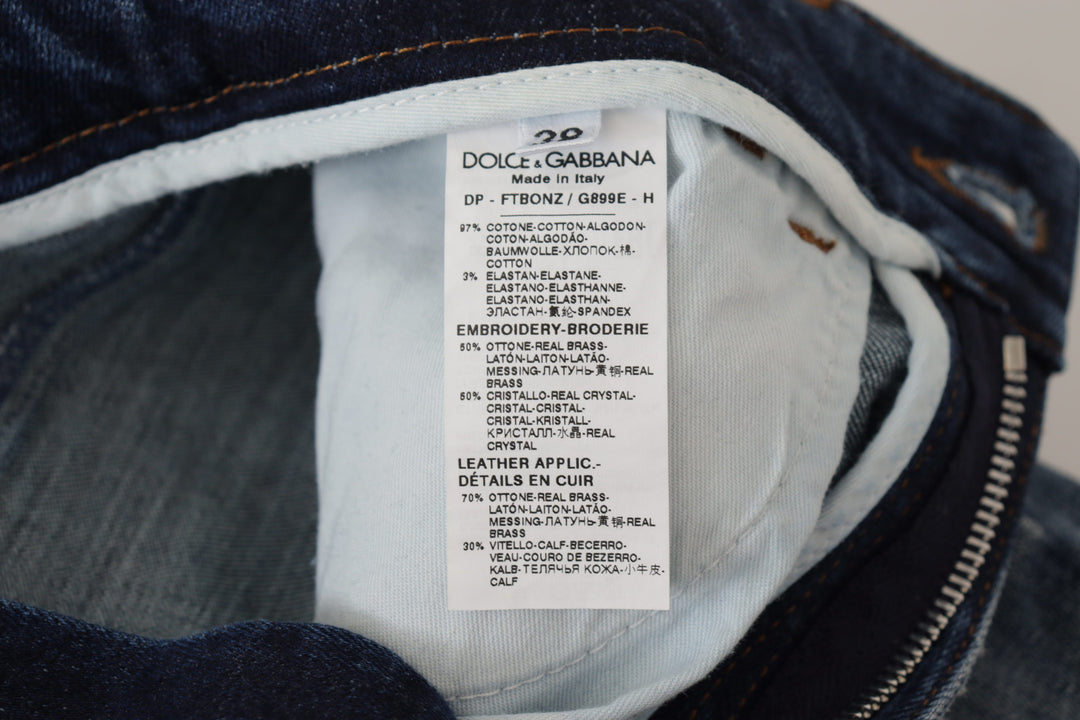 DOLCE & GABBANA
Made in Italy
DP - FTBONZ / G899E - H
97% COTONE-COTTON-ALGODON-
COTON-ALGODÃO-
BAUMWOLLE-ХЛОПОК-棉-
COTTON
3% ELASTAN-ELASTANE-
ELASTANO-ELASTHANNE-
ELASTANO-ELASTHAN-
ЭЛАСТАН-氨纶-SPANDEX
EMBROIDERY-BRODERIE
50% OTTONE-REAL BRASS-
LATÓN-LAITON-LATÃO-
MESSING-ЛАТУНЬ-黄铜-REAL
BRASS
50% CRISTALLO-REAL CRYSTAL-
CRISTAL-CRISTAL-
CRISTAL-KRISTALL-
КРИСТАЛЛ-水晶-REAL
CRYSTAL
LEATHER APPLIC.-
DÉTAILS EN CUIR
70% OTTONE-REAL BRASS-
LATÓN-LAITON-LATÃO-
MESSING-ЛАТУНЬ-黄铜-REAL
BRASS
30% VITELLO-CALF-BECERRO-
VEAU-COURO DE BEZERRO-
KALB-ТЕЛЯЧЬЯ КОЖА-小牛皮-
CALF